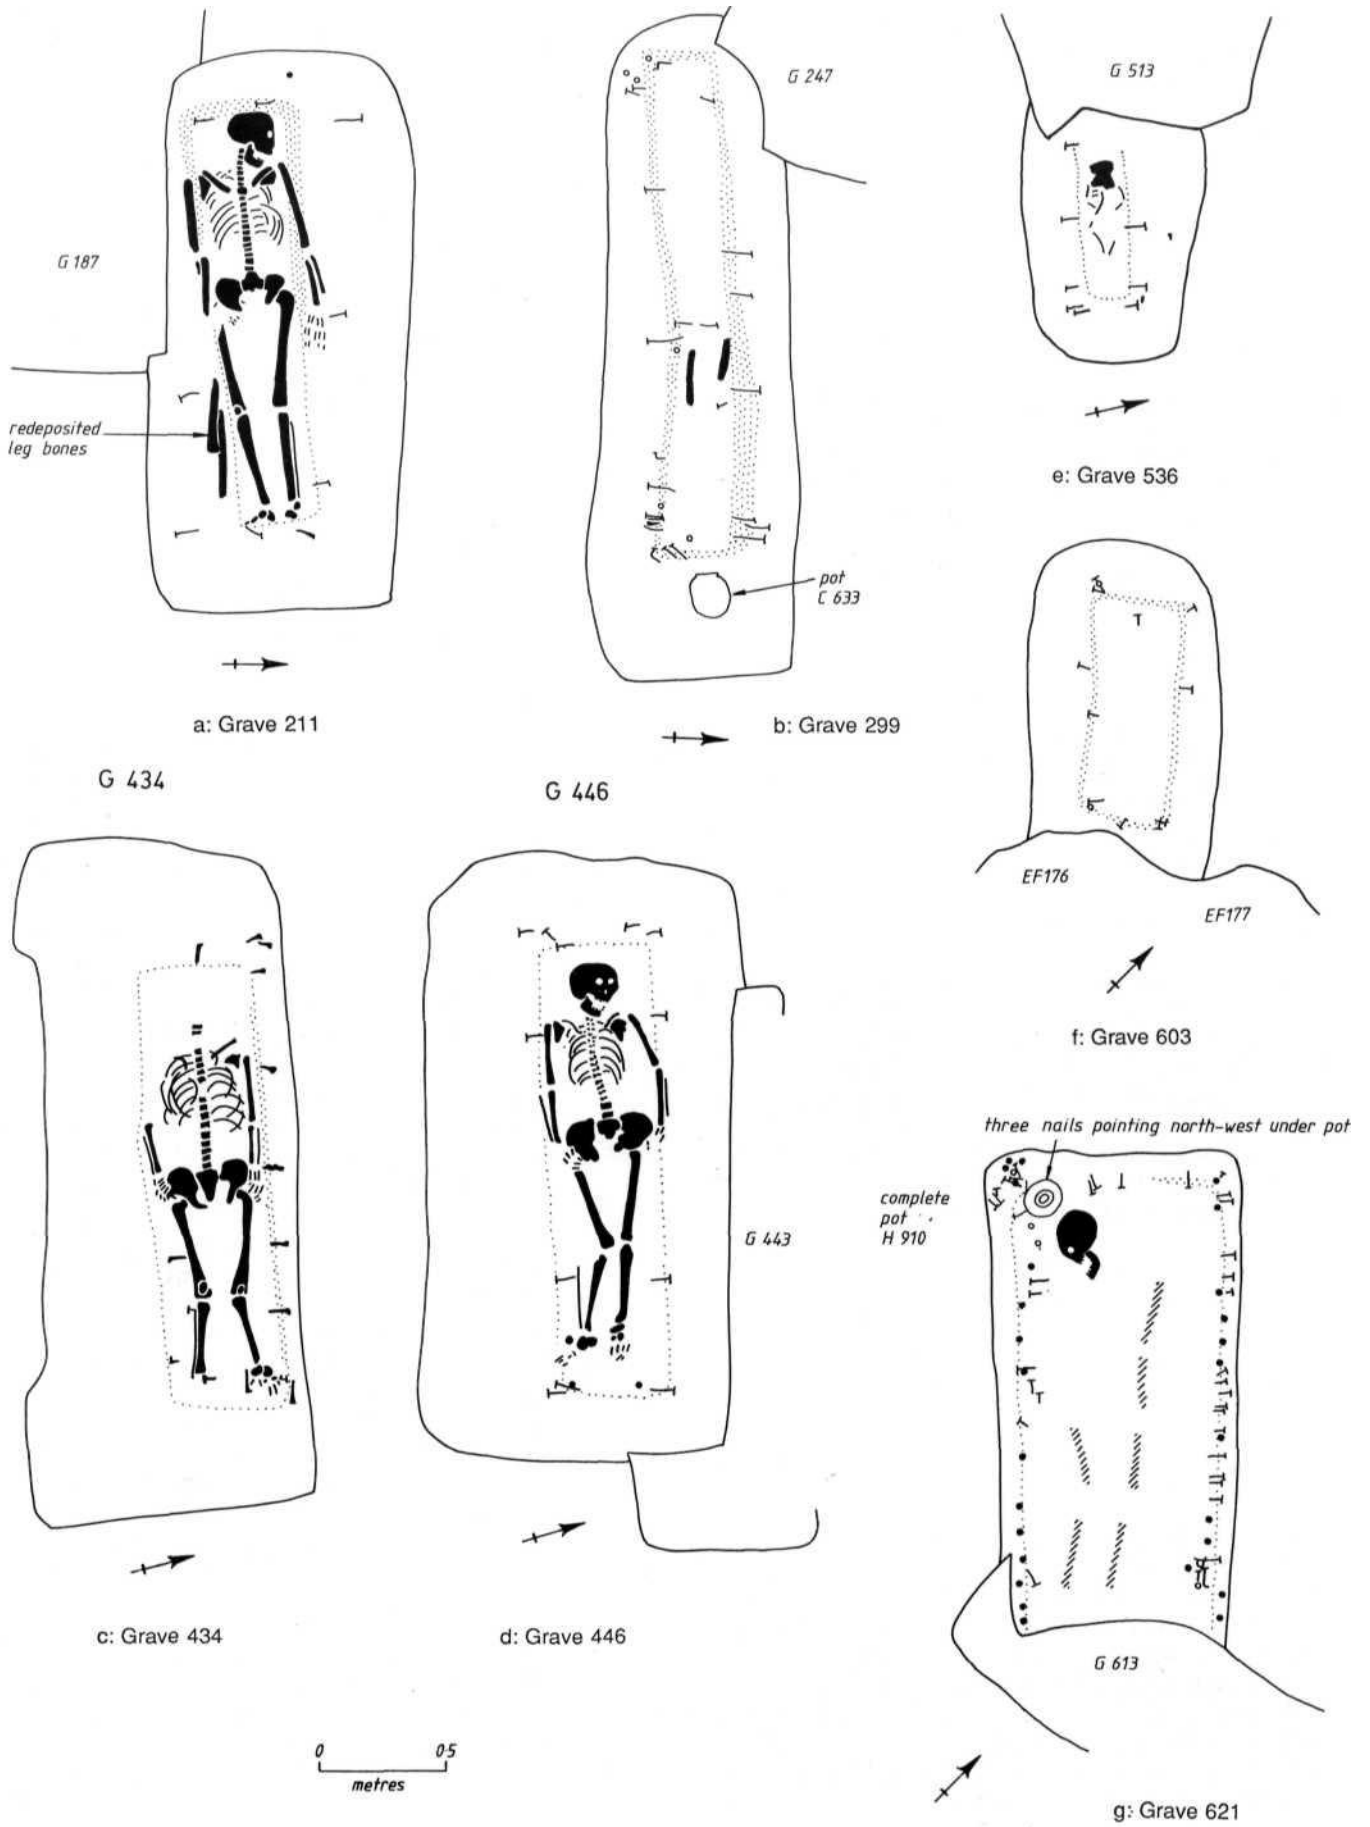 G 187
redeposited
leg bones
a: Grave 211
G 247
pot
C 633
b: Grave 299
G 513
e: Grave 536
EF176
EF177
f: Grave 603
G 434
c: Grave 434
G 446
G 443
d: Grave 446
three nails pointing north-west under pot
complete
pot
H 910
G 613
g: Grave 621
0 0·5
metres